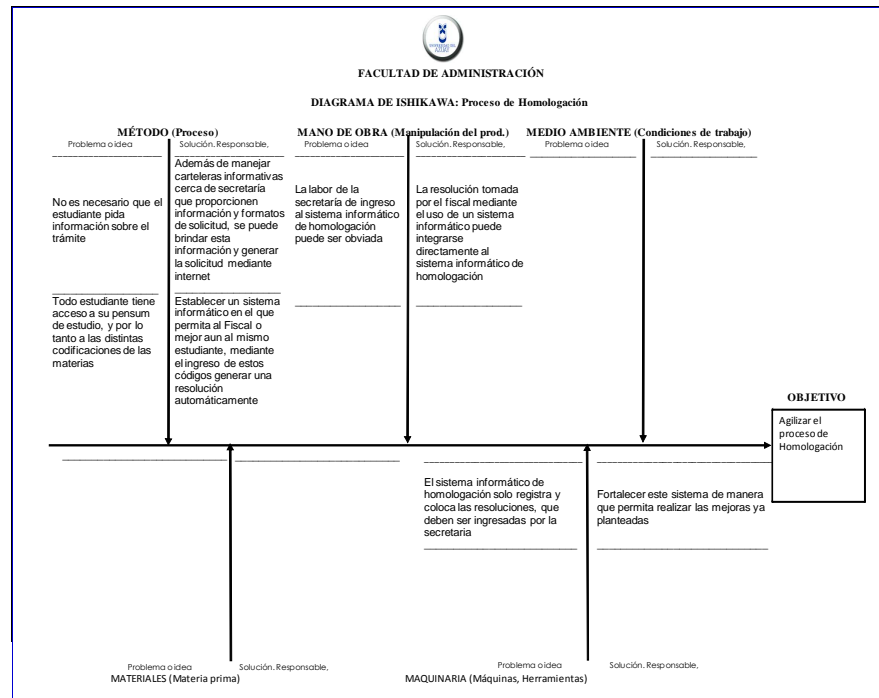 FACULTAD DE ADMINISTRACIÓN
DIAGRAMA DE ISHIKAWA: Proceso de Homologación
MÉTODO (Proceso)
Problema o idea
Solución. Responsable,
No es necesario que el
estudiante pida
información sobre el
trámite
Además de manejar
carteleras informativas
cerca de secretaría
que proporcionen
información y formatos
de solicitud, se puede
brindar esta
información y generar
la solicitud mediante
internet
Todo estudiante tiene
acceso a su pensum
de estudio, y por lo
tanto a las distintas
codificaciones de las
materias
Establecer un sistema
informático en el que
permita al Fiscal o
mejor aun al mismo
estudiante, mediante
el ingreso de estos
códigos generar una
resolución
automáticamente
MANO DE OBRA (Manipulación del prod.)
Problema o idea
Solución. Responsable,
La labor de la
secretaría de ingreso
al sistema informático
de homologación
puede ser obviada
La resolución tomada
por el fiscal mediante
el uso de un sistema
informático puede
integrarse
directamente al
sistema informático de
homologación
MEDIO AMBIENTE (Condiciones de trabajo)
Problema o idea
Solución. Responsable,
OBJETIVO
Agilizar el
proceso de
Homologación
El sistema informático de
homologación solo registra y
coloca las resoluciones, que
deben ser ingresadas por la
secretaria
Fortalecer este sistema de manera
que permita realizar las mejoras ya
planteadas
Problema o idea
Solución. Responsable,
MATERIALES (Materia prima)
Problema o idea
Solución. Responsable,
MAQUINARIA (Máquinas, Herramientas)